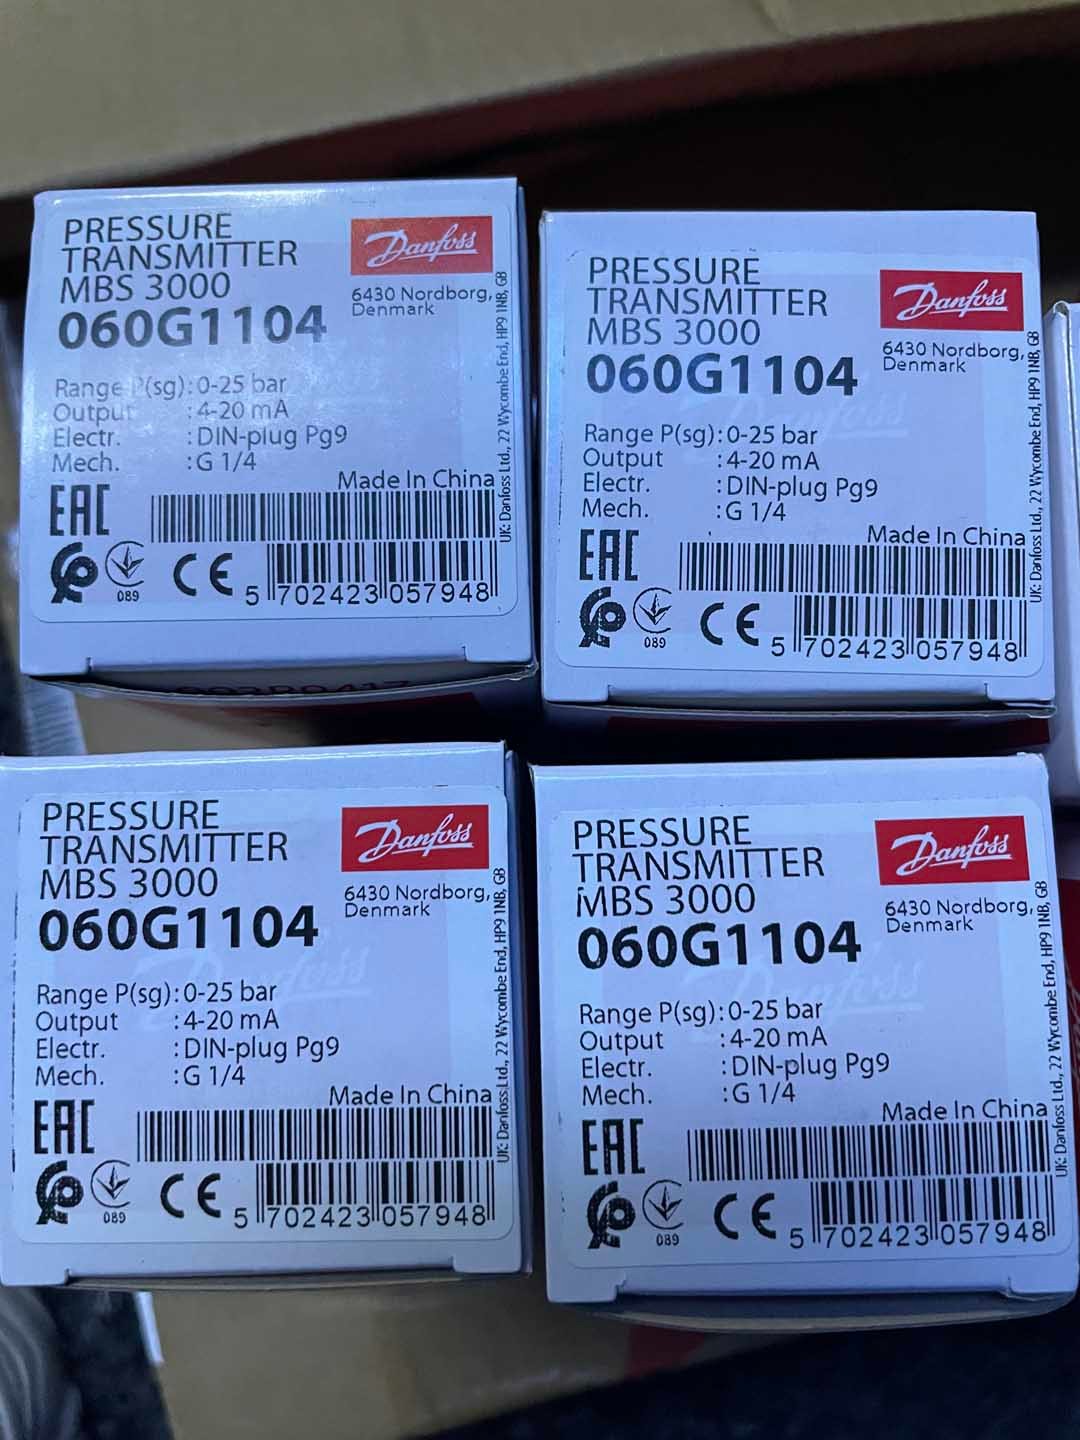 PRESSURE
TRANSMITTER
MBS 3000
060G1104
Danfoss
6430 Nordborg,
Denmark
Range P(sg): 0-25 bar
Output : 4-20 mA
Electr. : DIN-plug Pg9
Mech. : G 1/4
Made In China
EAC
089
CE
5 702423 057948
UK: Danfoss Ltd., 22 Wycombe End, HP9 1NB, GB
PRESSURE
TRANSMITTER
MBS 3000
060G1104
Danfoss
6430 Nordborg,
Denmark
Range P(sg): 0-25 bar
Output : 4-20 mA
Electr. : DIN-plug Pg9
Mech. : G 1/4
Made In China
EAC
089
CE
5 702423 057948
UK: Danfoss Ltd., 22 Wycombe End, HP9 1NB, GB
PRESSURE
TRANSMITTER
MBS 3000
060G1104
Danfoss
6430 Nordborg,
Denmark
Range P(sg): 0-25 bar
Output : 4-20 mA
Electr. : DIN-plug Pg9
Mech. : G 1/4
Made In China
EAC
089
CE
5 702423 057948
UK: Danfoss Ltd., 22 Wycombe End, HP9 1NB, GB
PRESSURE
TRANSMITTER
MBS 3000
060G1104
Danfoss
6430 Nordborg,
Denmark
Range P(sg): 0-25 bar
Output : 4-20 mA
Electr. : DIN-plug Pg9
Mech. : G 1/4
Made In China
EAC
089
CE
5 702423 057948
UK: Danfoss Ltd., 22 Wycombe End, HP9 1NB, GB